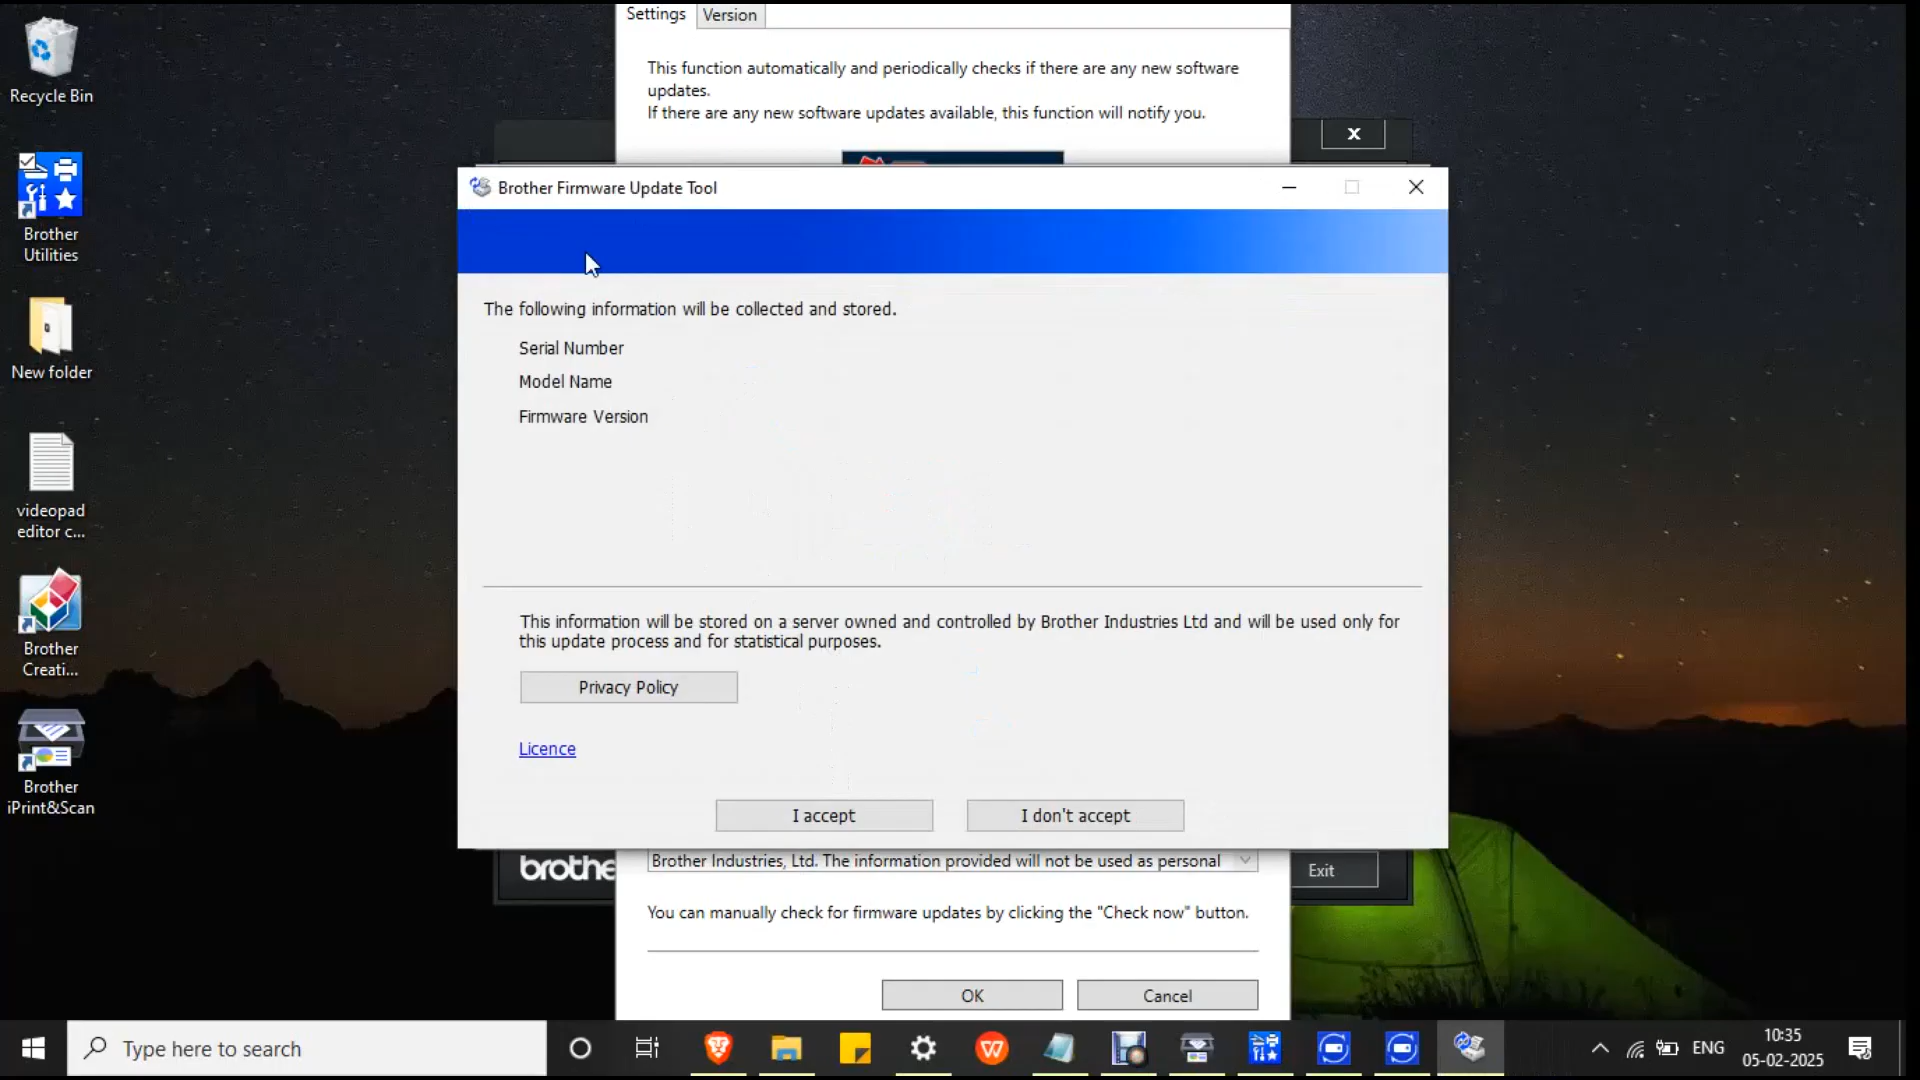 Recycle Bin
Brother
Utilities
New folder
videopad
editor c...
Brother
Creati...
Brother
iPrint&Scan
Settings
Version
This function automatically and periodically checks if there are any new software
updates.
If there are any new software updates available, this function will notify you.
x
Brother Firmware Update Tool
The following information will be collected and stored.
Serial Number
Model Name
Firmware Version
This information will be stored on a server owned and controlled by Brother Industries Ltd and will be used only for
this update process and for statistical purposes.
Privacy Policy
Licence
I accept
I don't accept
brothe
Brother Industries, Ltd. The information provided will not be used as personal
Exit
You can manually check for firmware updates by clicking the "Check now" button.
OK
Cancel
Type here to search
ENG
10:35
05-02-2025